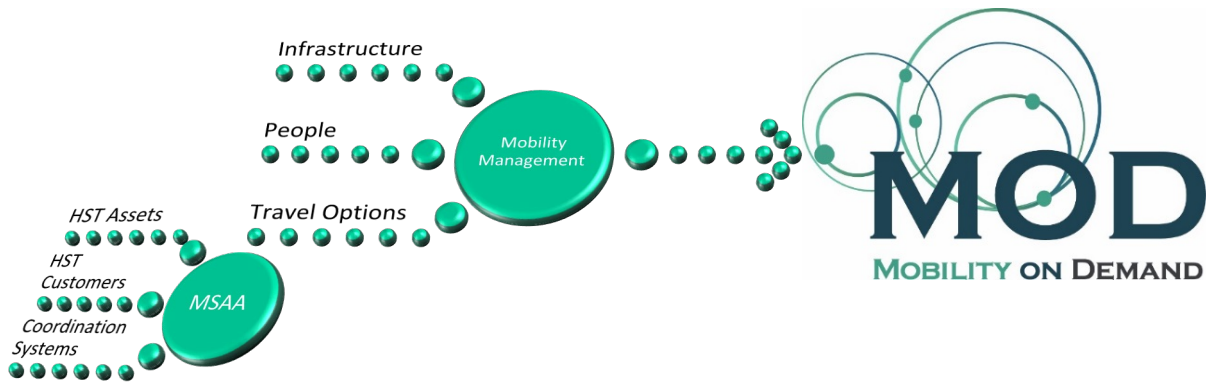 Infrastructure
People
Travel Options
Mobility
Management
HST Assets
HST
Customers
Coordination
Systems
MSAA
MOD
MOBILITY ON DEMAND